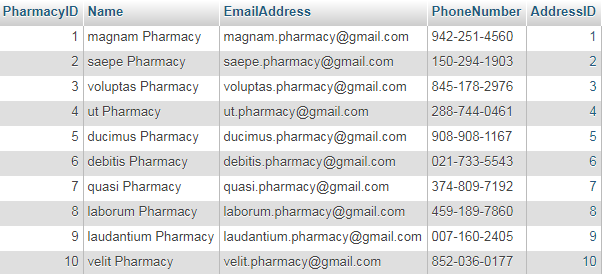 PharmacyID Name EmailAddress PhoneNumber AddressID
1 magnam Pharmacy magnam.pharmacy@gmail.com 942-251-4560 1
2 saepe Pharmacy saepe.pharmacy@gmail.com 150-294-1903 2
3 voluptas Pharmacy voluptas.pharmacy@gmail.com 845-178-2976 3
4 ut Pharmacy ut.pharmacy@gmail.com 288-744-0461 4
5 ducimus Pharmacy ducimus.pharmacy@gmail.com 908-908-1167 5
6 debitis Pharmacy debitis.pharmacy@gmail.com 021-733-5543 6
7 quasi Pharmacy quasi.pharmacy@gmail.com 374-809-7192 7
8 laborum Pharmacy laborum.pharmacy@gmail.com 459-189-7860 8
9 laudantium Pharmacy laudantium.pharmacy@gmail.com 007-160-2405 9
10 velit Pharmacy velit.pharmacy@gmail.com 852-036-0177 10